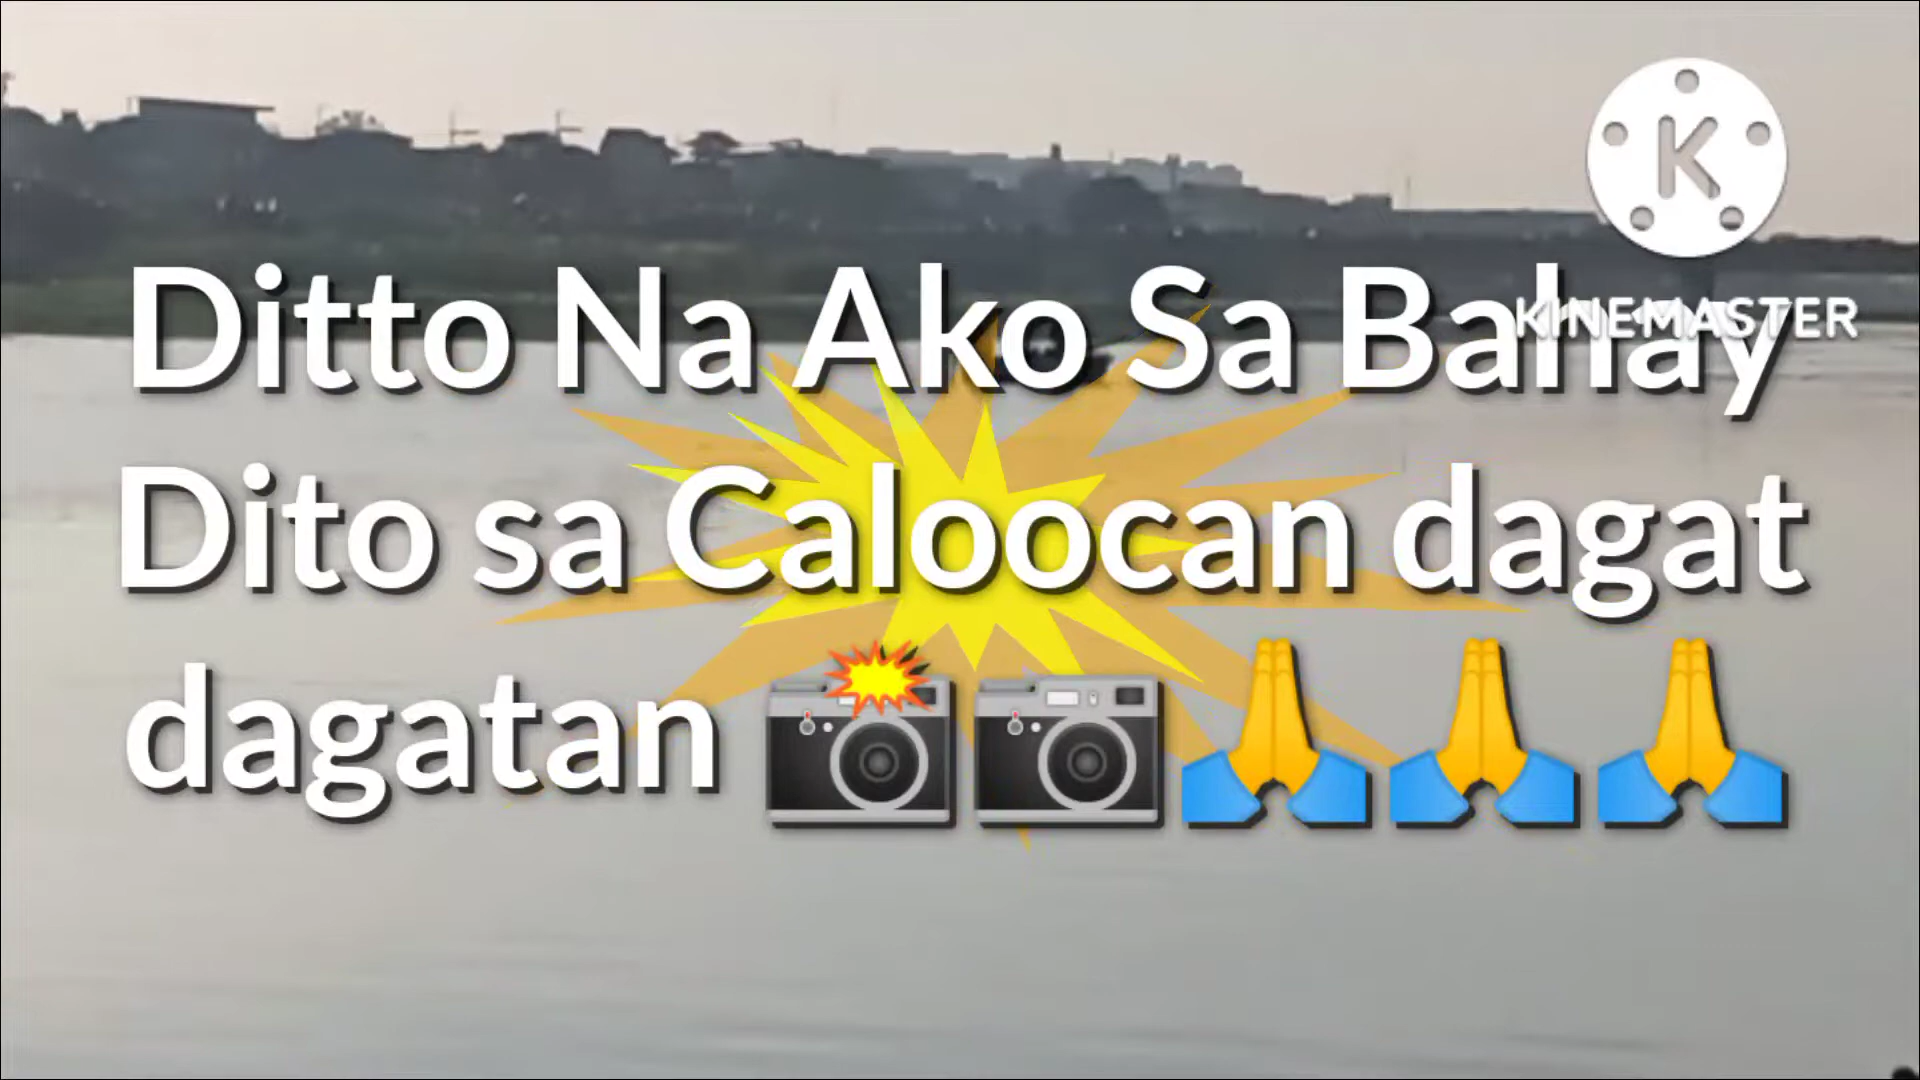 Ditto Na Ako Sa Bahay
Dito sa Caloocan dagat
dagatan 📸📷🙏🙏🙏
K
KINEMASTER